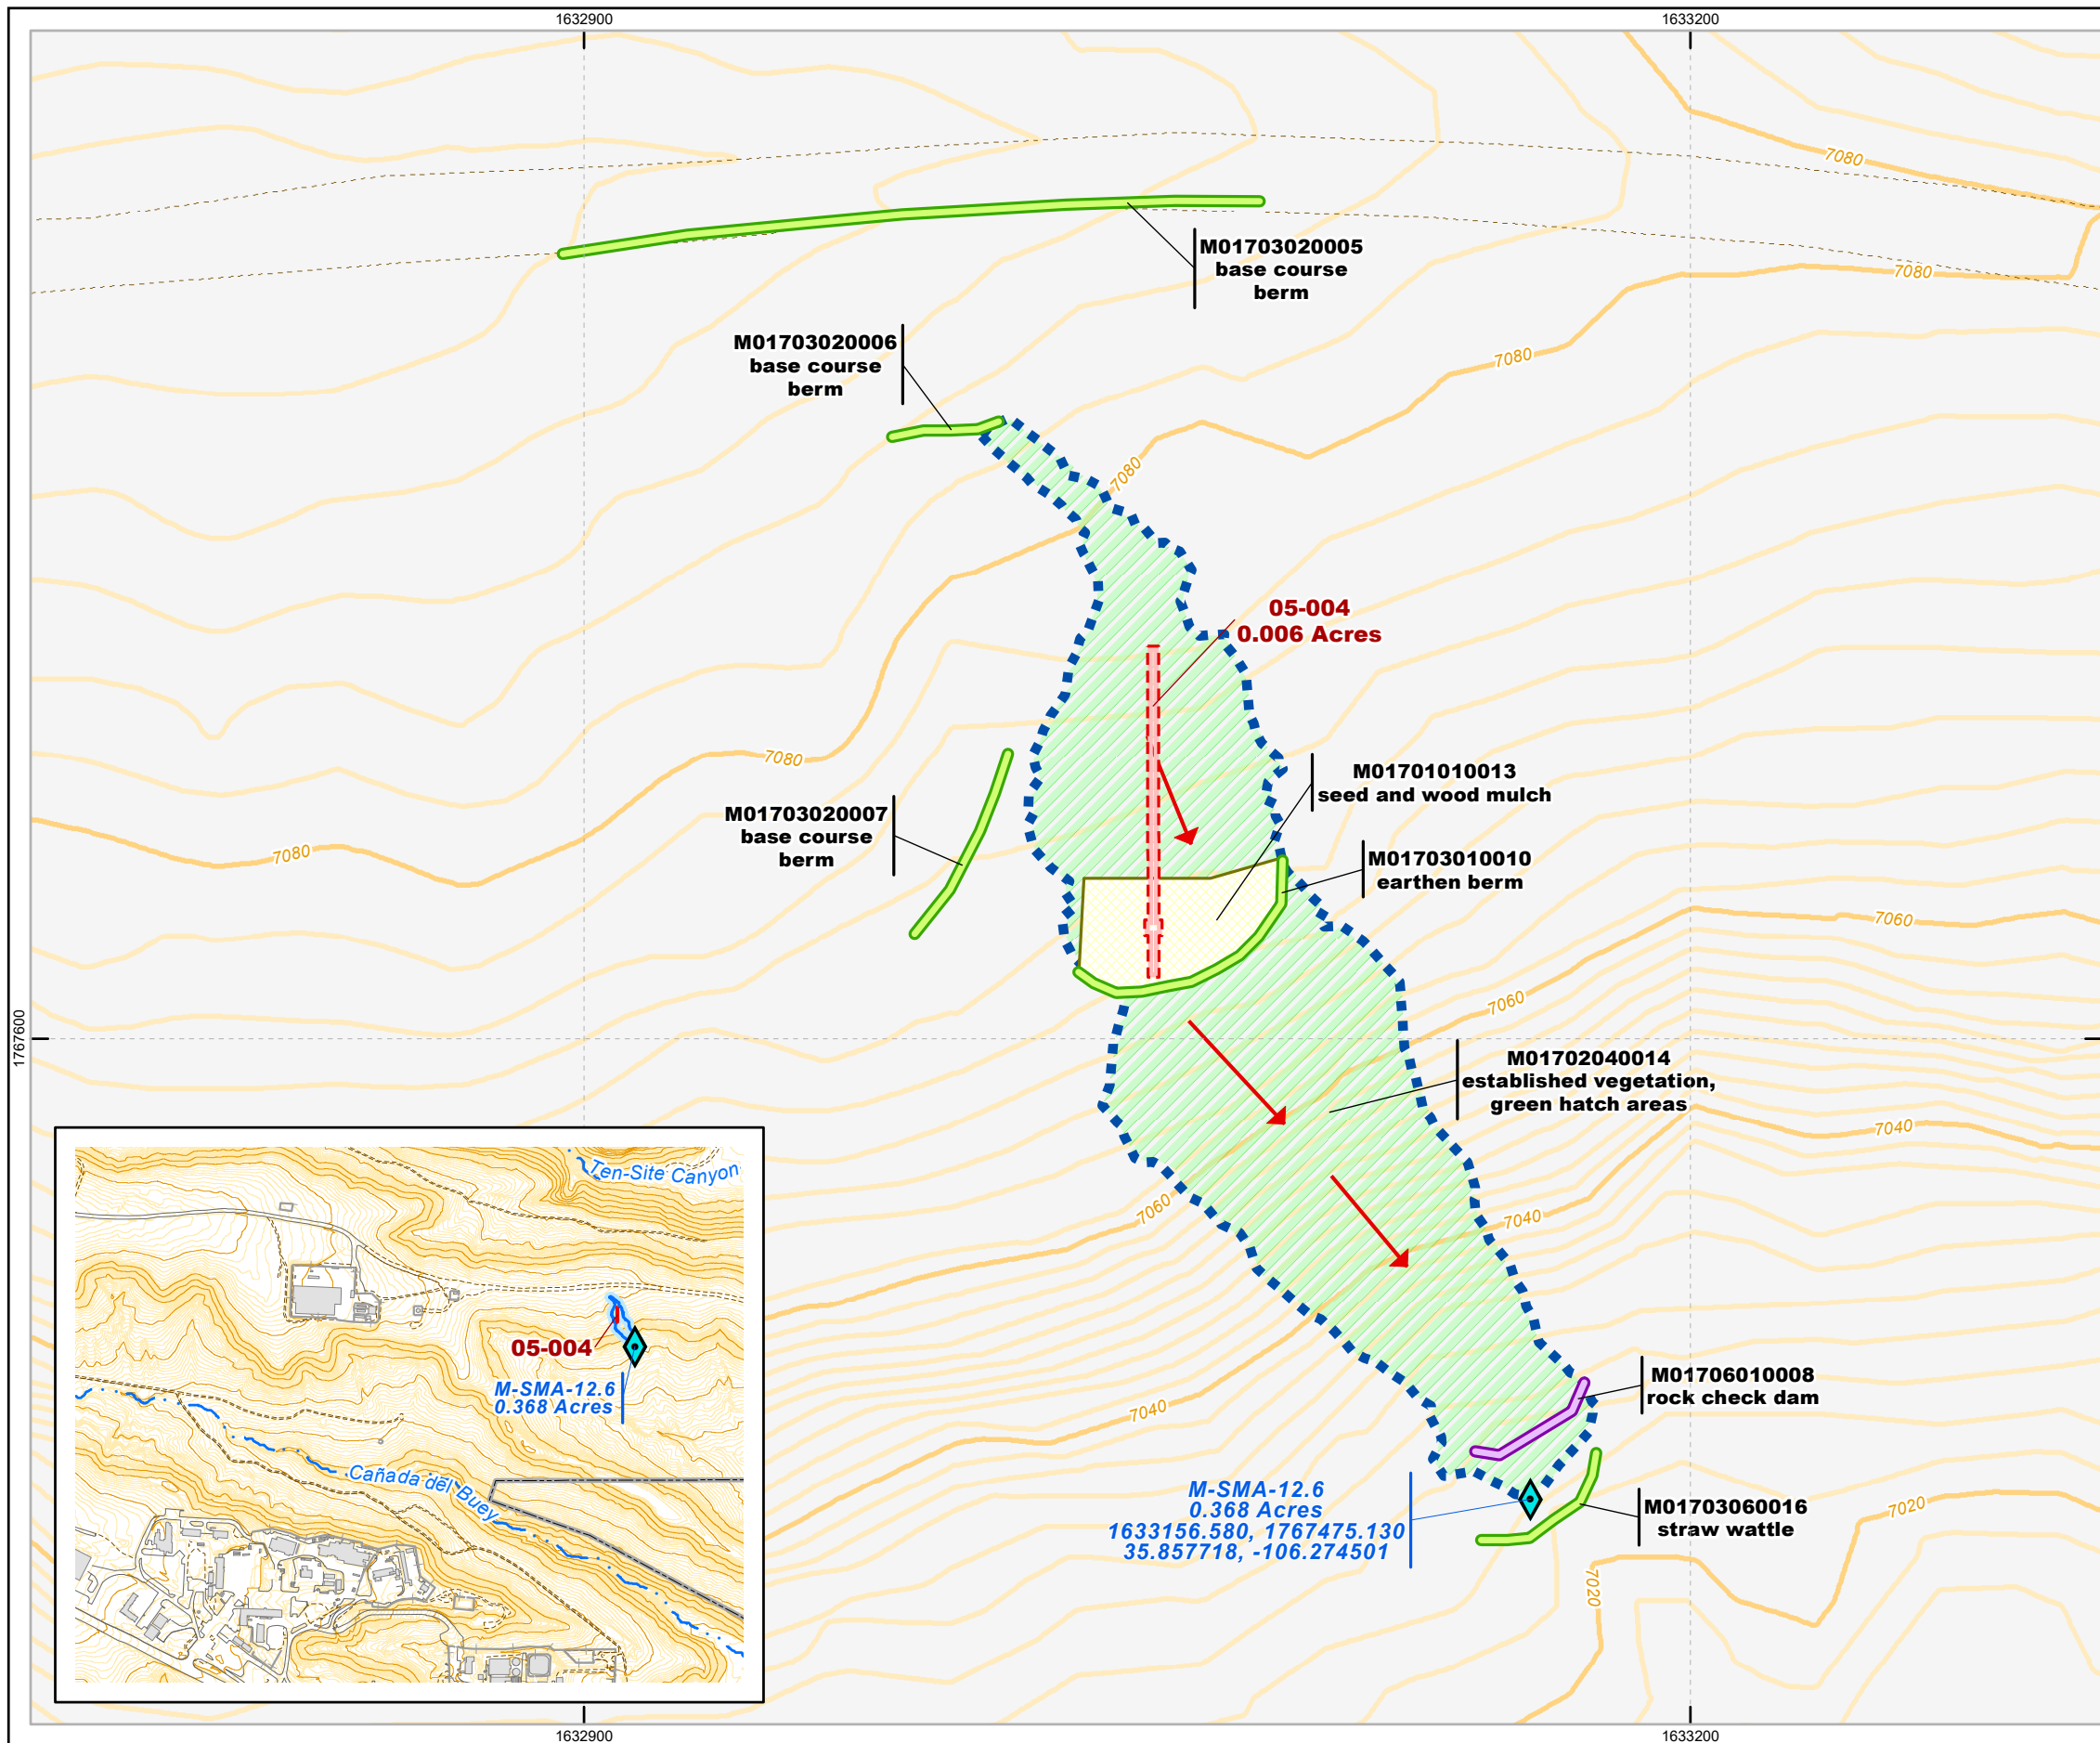 1632900
1633200
7080
M01703020005
base course
berm
7080
M01703020006
base course
berm
7080
7080
05-004
0.006 Acres
7080
M01701010013
seed and wood mulch
M01703020007
base course
berm
7080
M01703010010
earthen berm
7060
7060
1767600
M01702040014
established vegetation,
green hatch areas
7040
Ten-Site Canyon
7060
7040
05-004
M-SMA-12.6
0.368 Acres
M01706010008
rock check dam
7040
Cañada del Buey
M-SMA-12.6
0.368 Acres
1633156.580, 1767475.130
35.857718, -106.274501
M01703060016
straw wattle
7020
7020
1632900
1633200